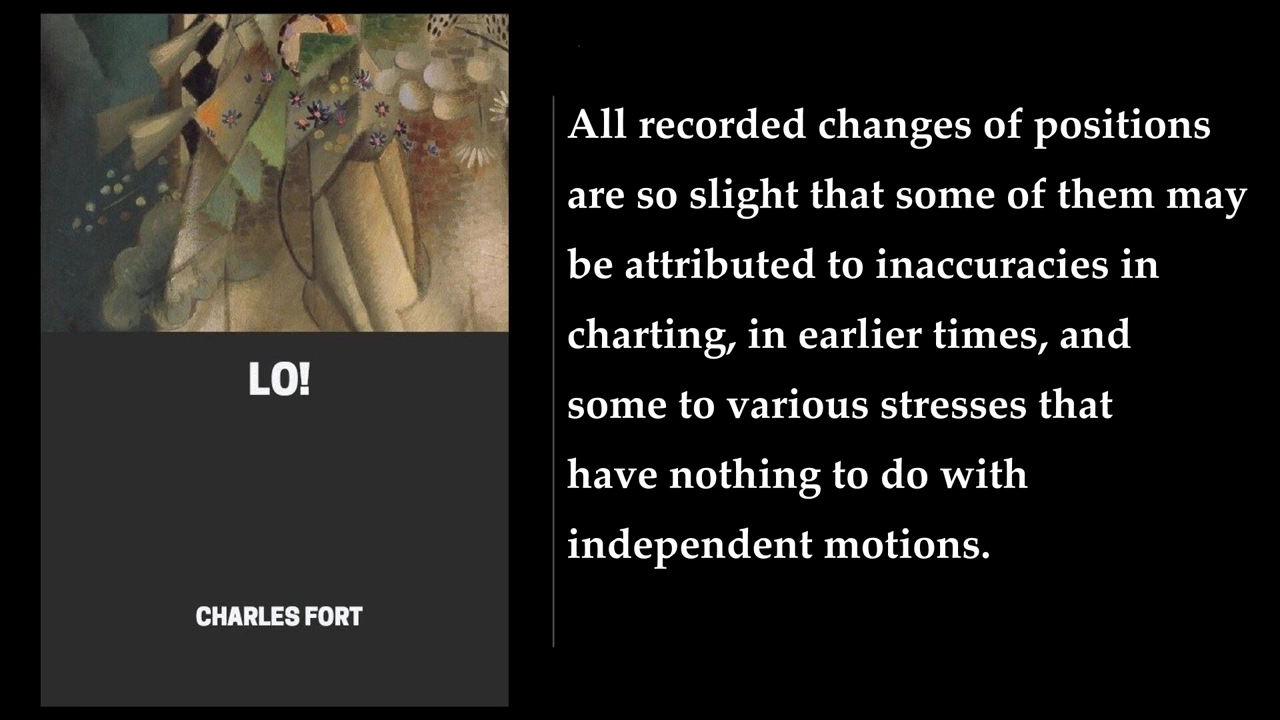 LO!
CHARLES FORT
All recorded changes of positions
are so slight that some of them may
be attributed to inaccuracies in
charting, in earlier times, and
some to various stresses that
have nothing to do with
independent motions.